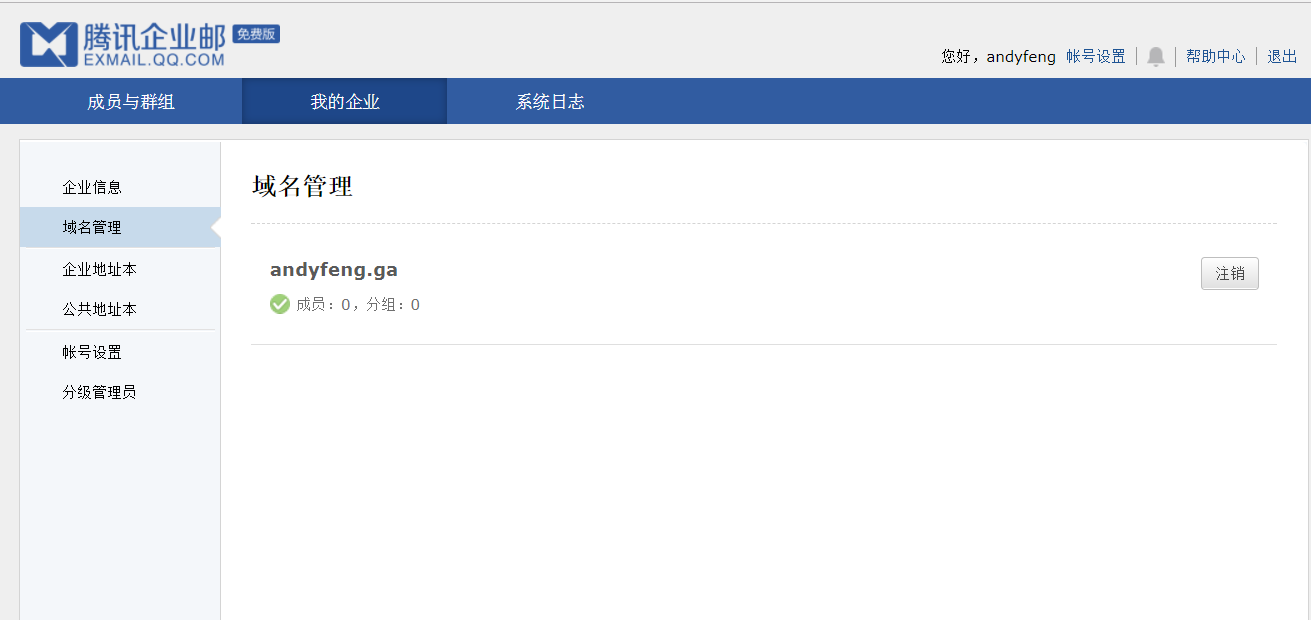 腾讯企业邮 免费版
EXMAIL.QQ.COM
您好，andyfeng 帐号设置 帮助中心 退出
成员与群组 我的企业 系统日志
企业信息
域名管理
企业地址本
公共地址本
帐号设置
分级管理员
域名管理
andyfeng.ga
注销
成员：0，分组：0